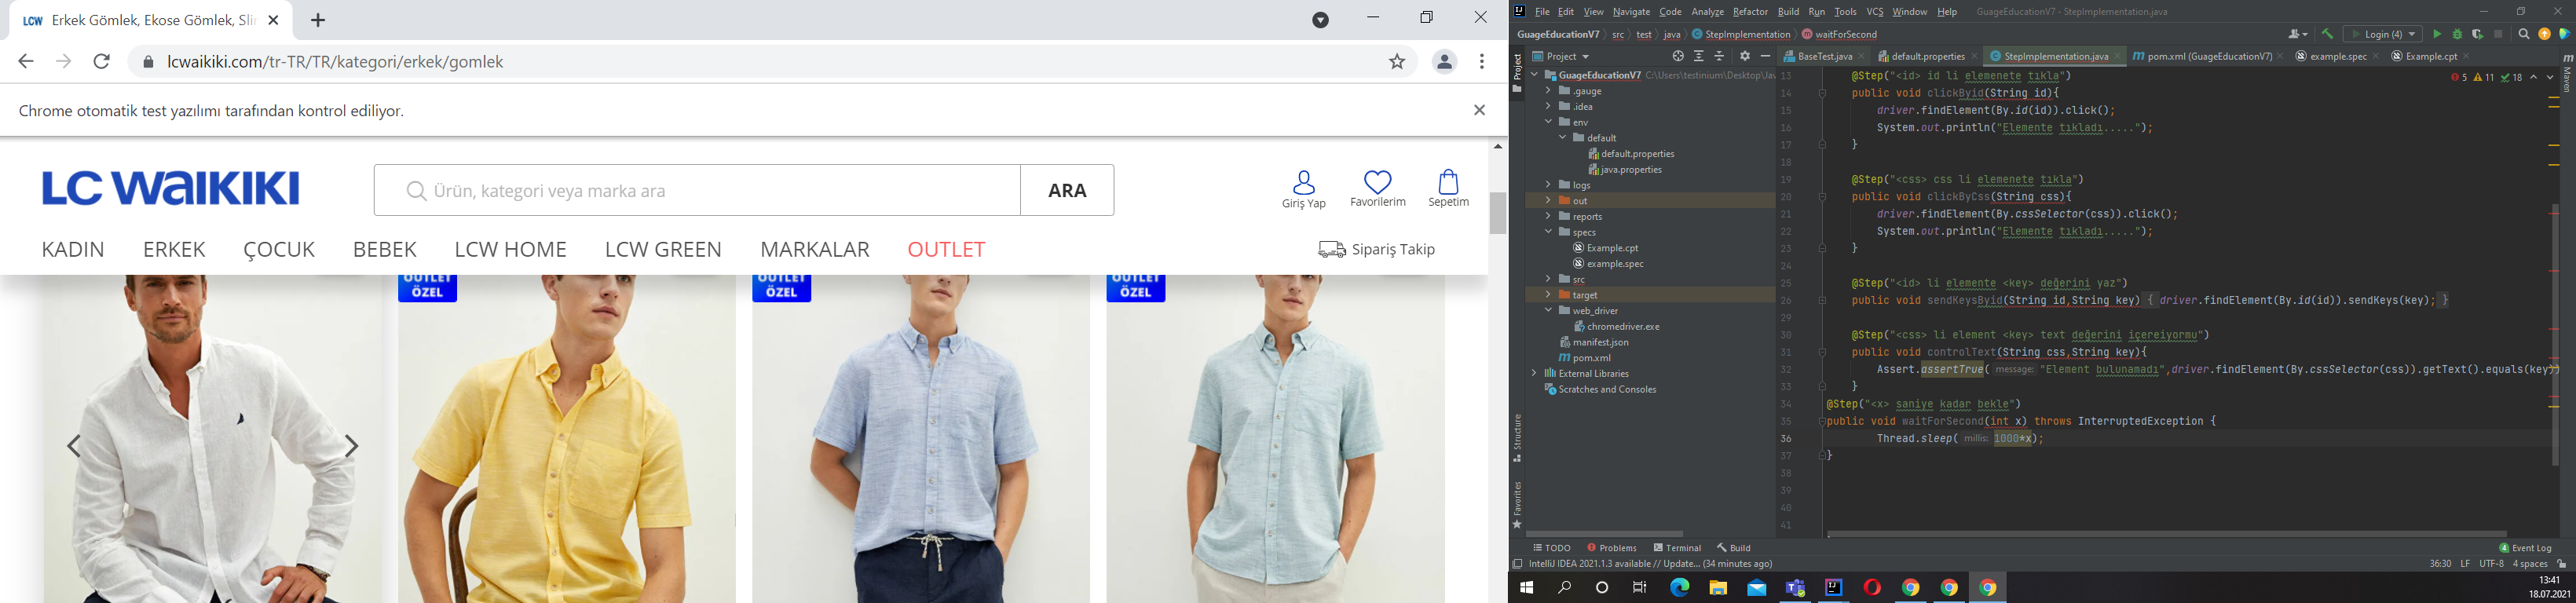 LCW Erkek Gömlek, Ekose Gömlek, Slim
lcwaikiki.com/tr-TR/TR/kategori/erkek/gomlek
Chrome otomatik test yazılımı tarafından kontrol ediliyor.
LC WAIKIKI
Ürün, kategori veya marka ara
ARA
Giriş Yap
Favorilerim
Sepetim
KADIN ERKEK ÇOCUK BEBEK LCW HOME LCW GREEN MARKALAR OUTLET
Sipariş Takip
OUTLET
ÖZEL
OUTLET
ÖZEL
OUTLET
ÖZEL
File Edit View Navigate Code Analyze Refactor Build Run Tools VCS Window Help GuageEducationV7 - StepImplementation.java
GuageEducationV7 src test java StepImplementation waitForSecond
Login (4)
Project
BaseTest.java default.properties StepImplementation.java pom.xml (GuageEducationV7) example.spec Example.cpt
Project
Structure
Favorites
Maven
GuageEducationV7 C:\Users\testinium\Desktop\Jav
.gauge
.idea
env
default
default.properties
java.properties
logs
out
reports
specs
Example.cpt
example.spec
src
target
web_driver
chromedriver.exe
manifest.json
pom.xml
External Libraries
Scratches and Consoles
5 11 18
13 @Step("<id> id li elemenete tıkla")
14 public void clickByid(String id){
15 driver.findElement(By.id(id)).click();
16 System.out.println("Elemente tıkladı.....");
17 }
18
19 @Step("<css> css li elemenete tıkla")
20 public void clickByCss(String css){
21 driver.findElement(By.cssSelector(css)).click();
22 System.out.println("Elemente tıkladı.....");
23 }
24
25 @Step("<id> li elemente <key> değerini yaz")
26 public void sendKeysByid(String id,String key) { driver.findElement(By.id(id)).sendKeys(key); }
29
30 @Step("<css> li element <key> text değerini içereiyormu")
31 public void controlText(String css,String key){
32 Assert.assertTrue( message: "Element bulunamadı",driver.findElement(By.cssSelector(css)).getText().equals(key))
33 }
34 @Step("<x> saniye kadar bekle")
35 public void waitForSecond(int x) throws InterruptedException {
36 Thread.sleep( millis: 1000*x);
37 }
38
39
40
41
TODO Problems Terminal Build
4 Event Log
IntelliJ IDEA 2021.1.3 available // Update... (34 minutes ago)
36:30 LF UTF-8 4 spaces
13:41
18.07.2021